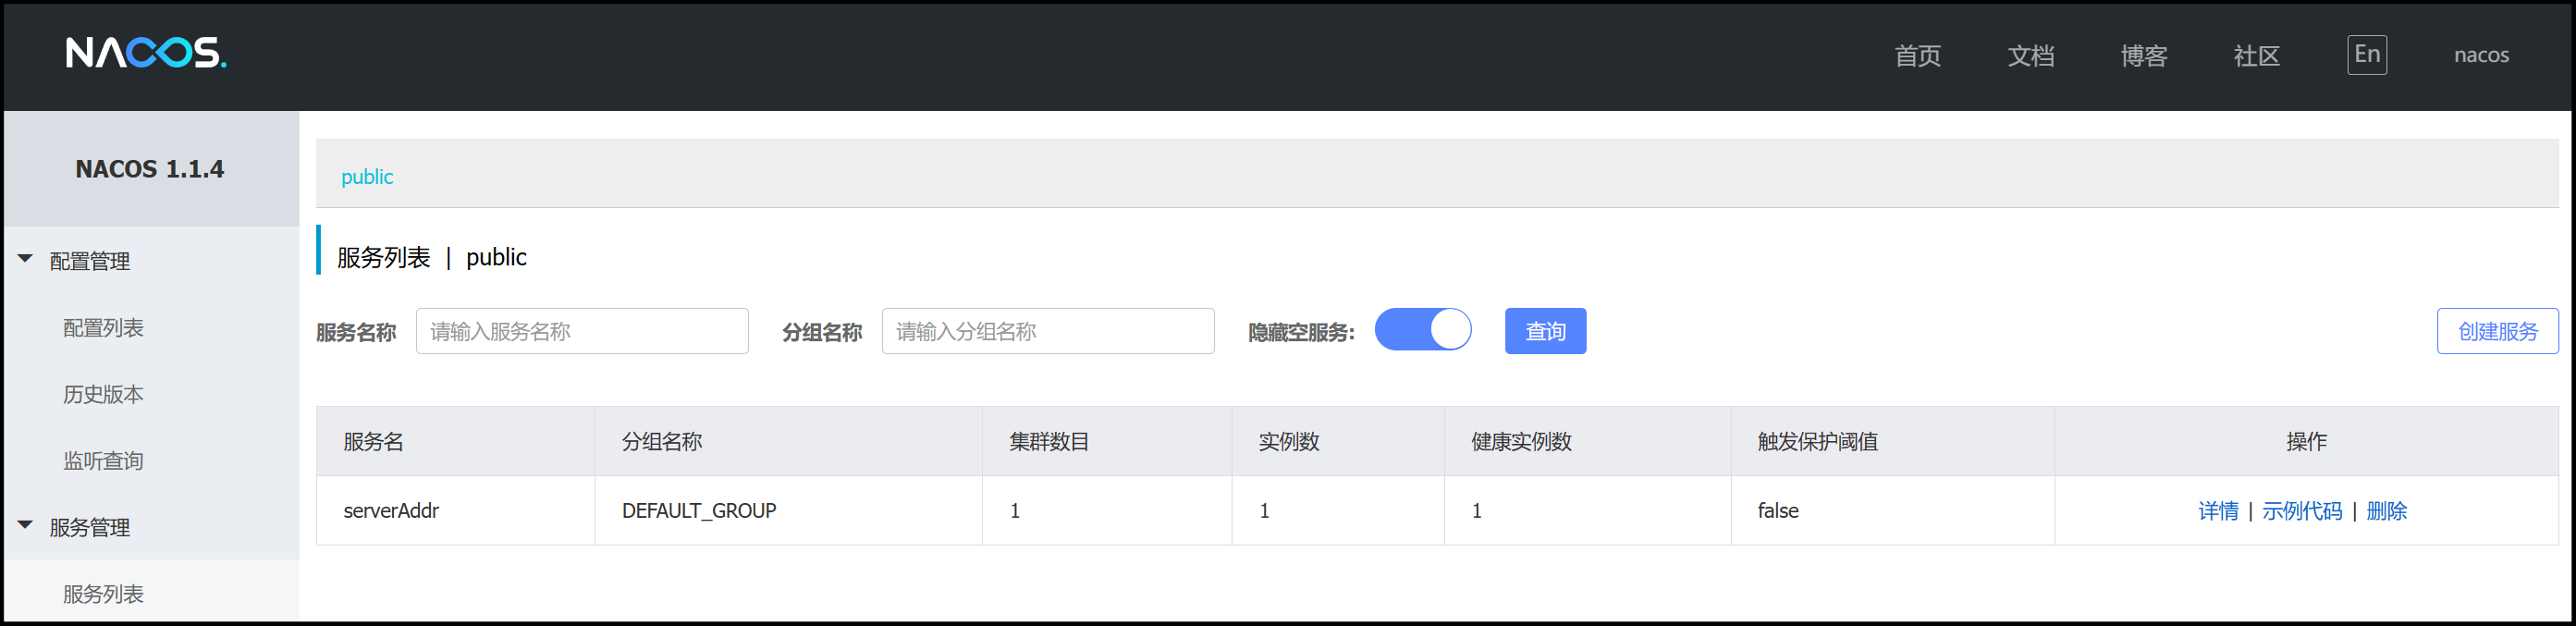 NACOS.
首页 文档 博客 社区 En nacos
NACOS 1.1.4
配置管理
配置列表
历史版本
监听查询
服务管理
服务列表
public
服务列表 | public
服务名称 请输入服务名称 分组名称 请输入分组名称 隐藏空服务: 查询 创建服务
服务名 分组名称 集群数目 实例数 健康实例数 触发保护阈值 操作
serverAddr DEFAULT_GROUP 1 1 1 false 详情 | 示例代码 | 删除